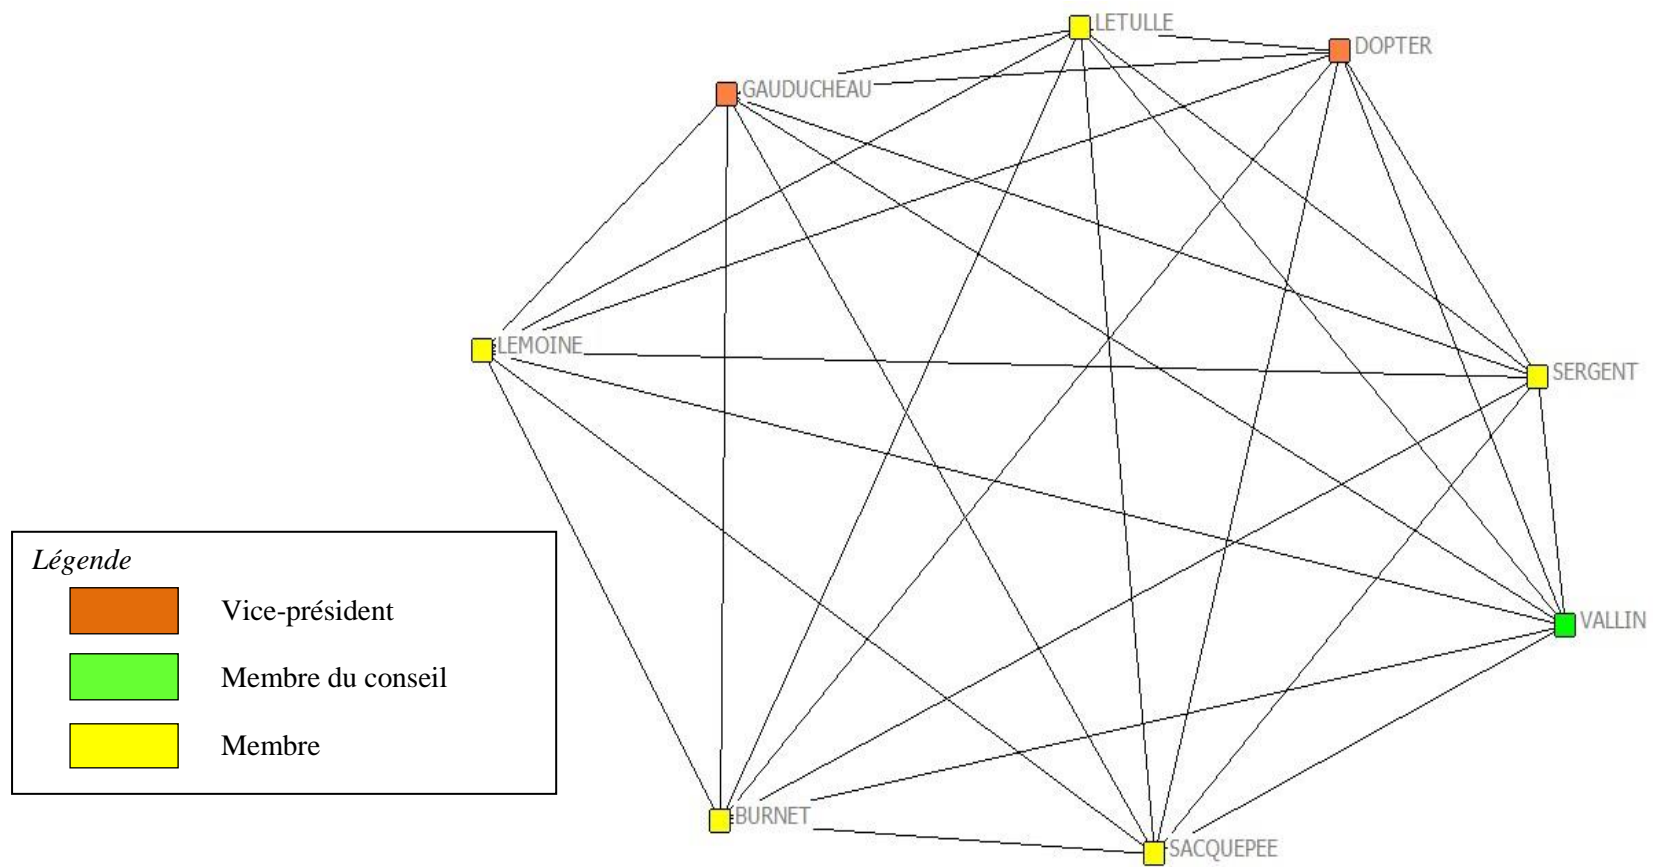 LETULLE
DOPTER
GAUDUCHEAU
LEMOINE
SERGENT
Légende
Vice-président
VALLIN
Membre du conseil
Membre
BURNET
SACQUEPEE